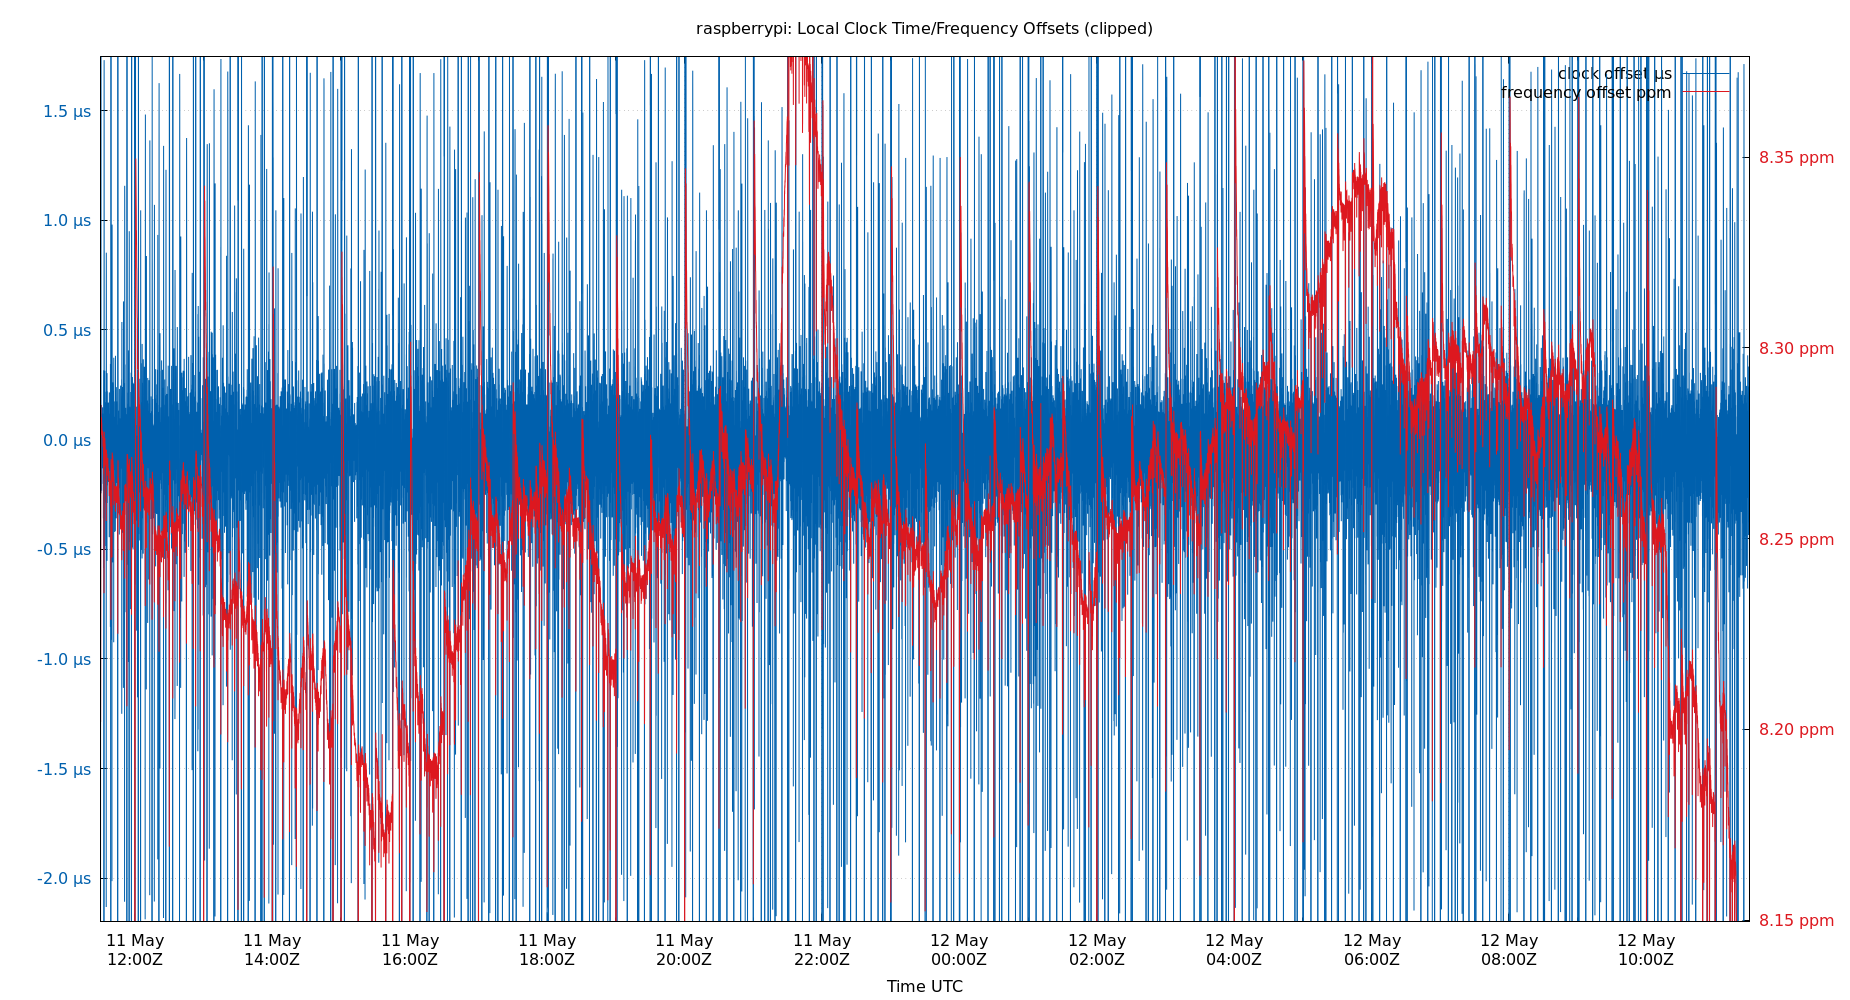 raspberrypi: Local Clock Time/Frequency Offsets (clipped)
clock offset µs
frequency offset ppm
1.5 µs
1.0 µs
0.5 µs
0.0 µs
-0.5 µs
-1.0 µs
-1.5 µs
-2.0 µs
8.35 ppm
8.30 ppm
8.25 ppm
8.20 ppm
8.15 ppm
11 May
12:00Z
11 May
14:00Z
11 May
16:00Z
11 May
18:00Z
11 May
20:00Z
11 May
22:00Z
12 May
00:00Z
12 May
02:00Z
12 May
04:00Z
12 May
06:00Z
12 May
08:00Z
12 May
10:00Z
Time UTC